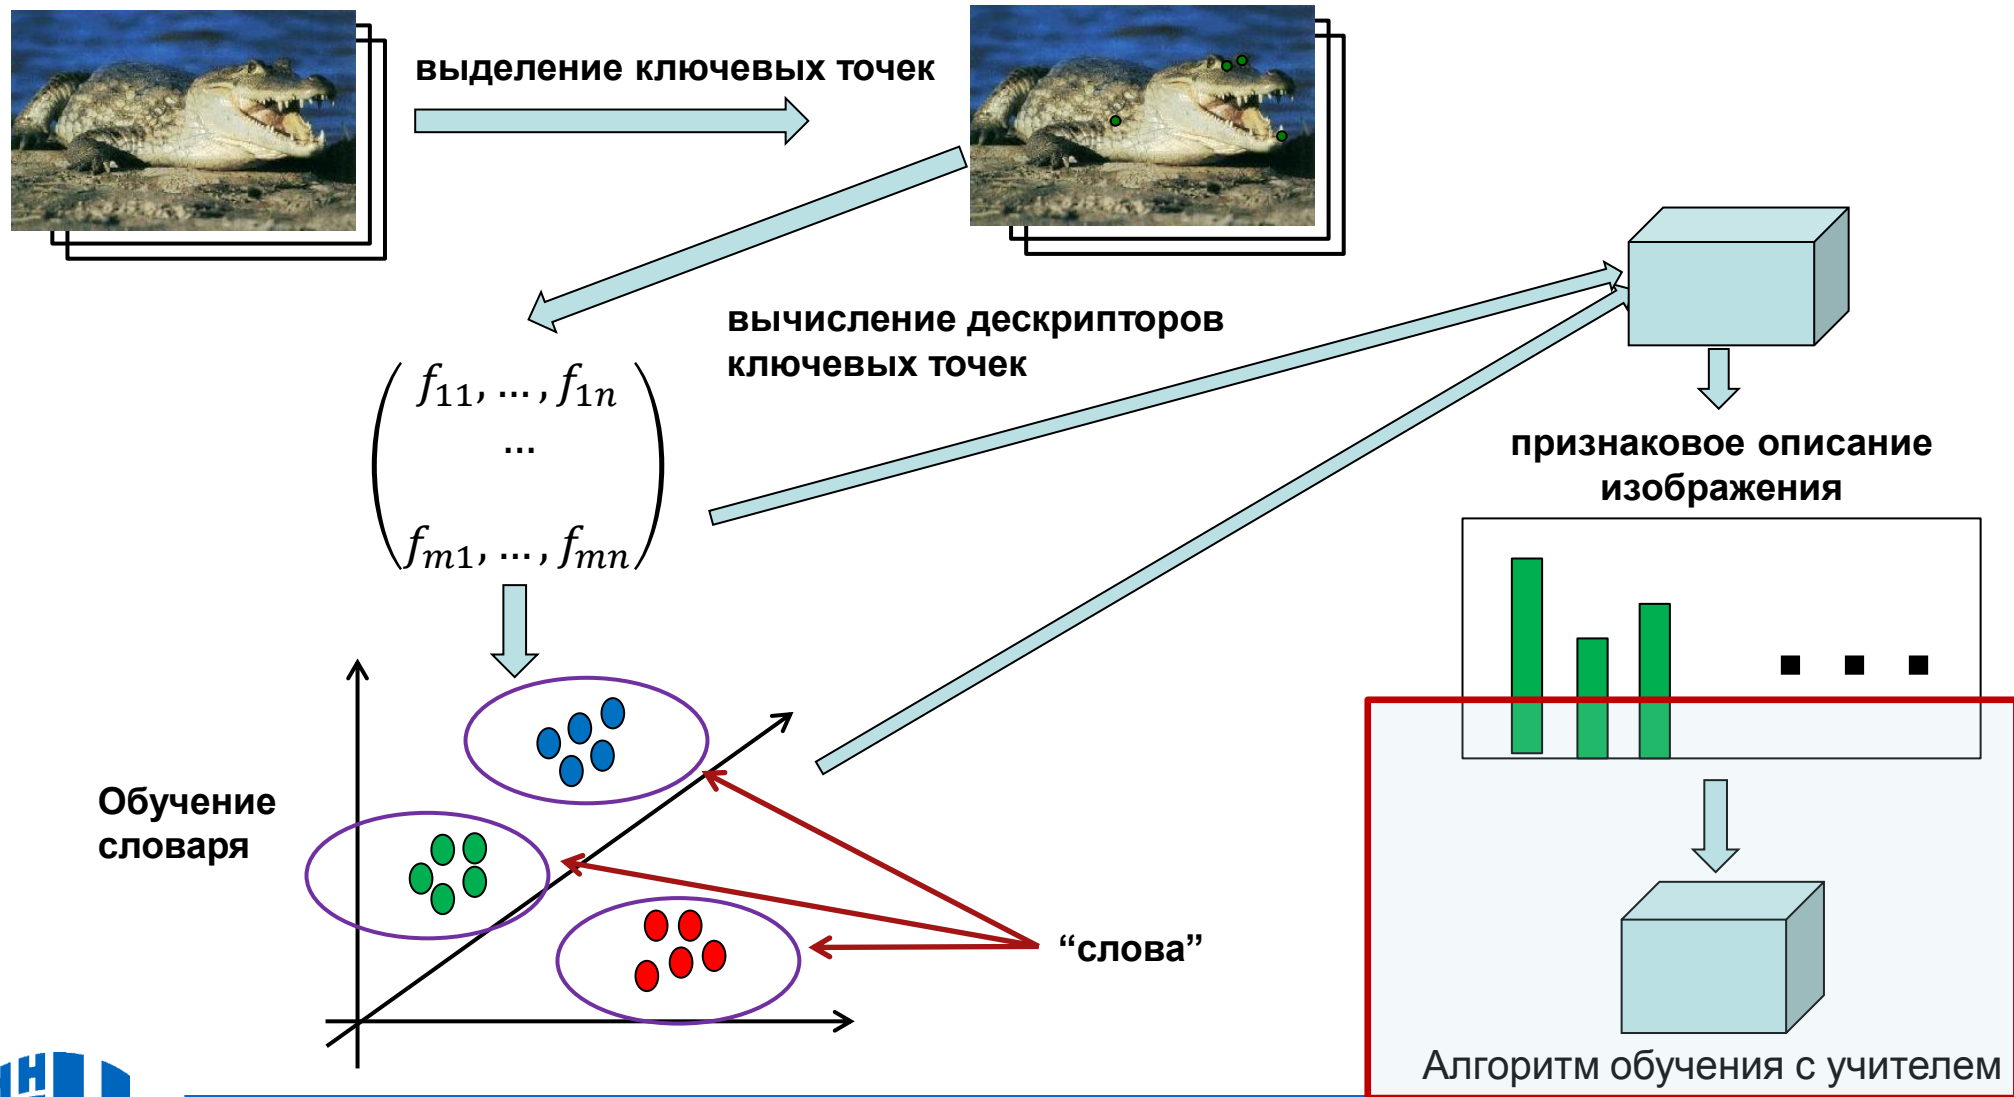 выделение ключевых точек
вычисление дескрипторов
ключевых точек
f₁₁, … , f₁ₙ
…
fₘ₁, … , fₘₙ
признаковое описание
изображения
Обучение
словаря
“слова”
Алгоритм обучения с учителем